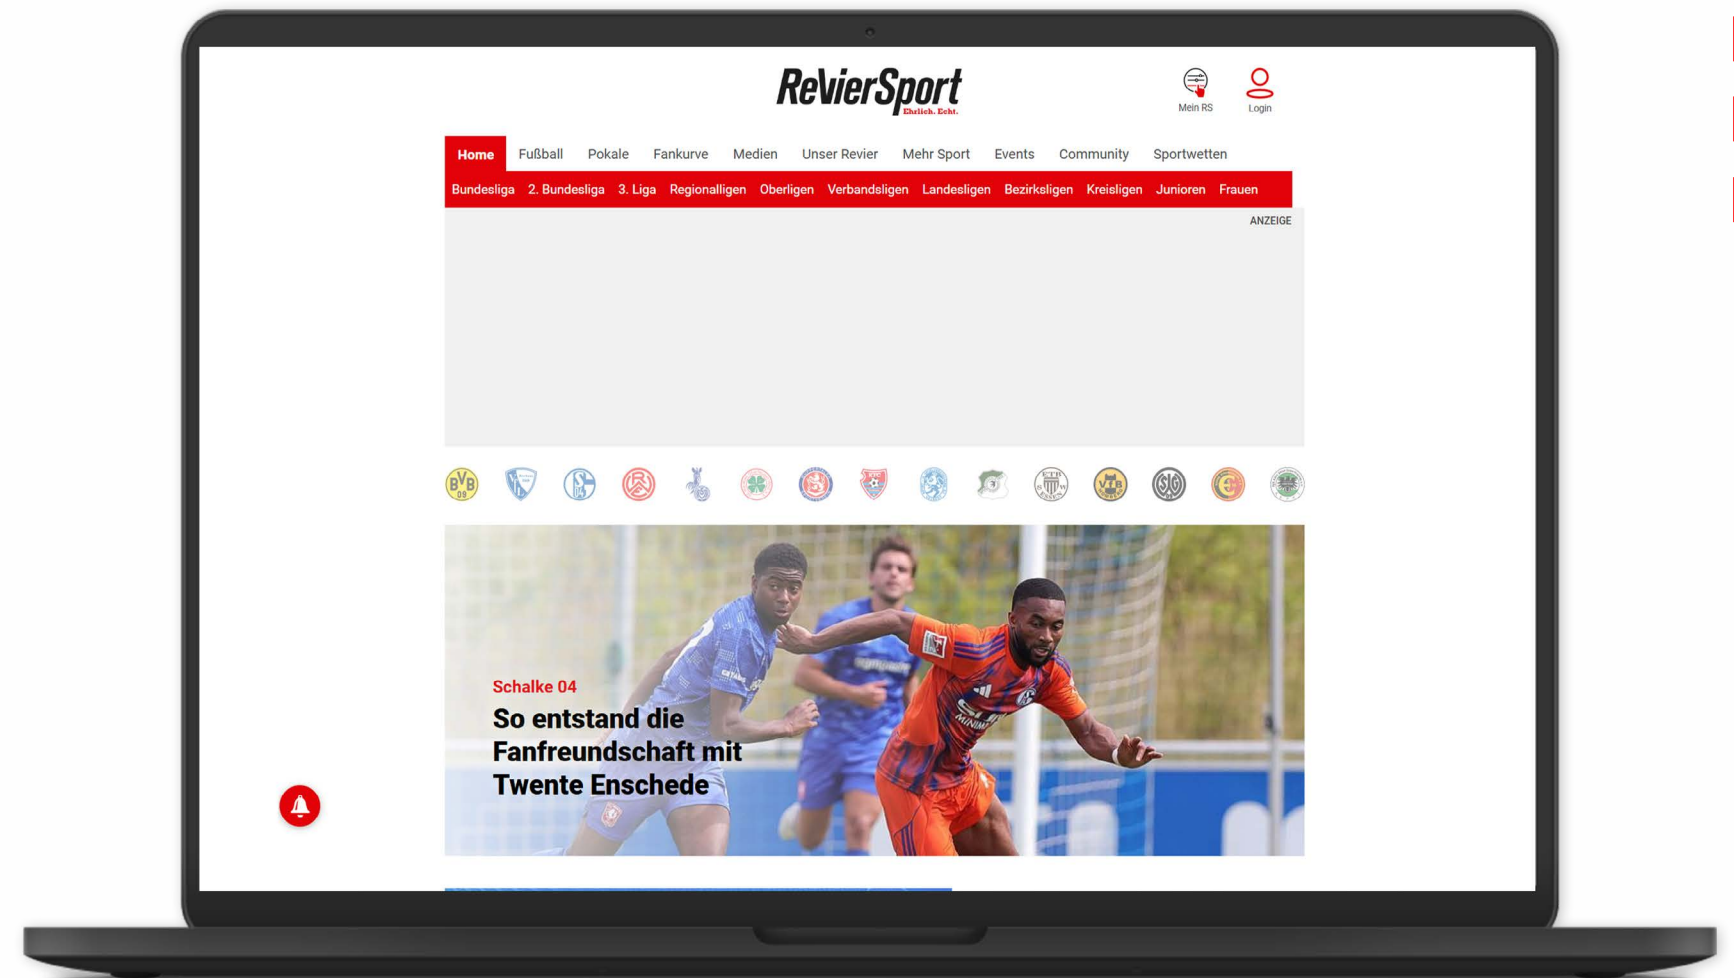 RevierSport
Ehrlich. Echt.
Mein RS
Login
Home Fußball Pokale Fankurve Medien Unser Revier Mehr Sport Events Community Sportwetten
Bundesliga 2. Bundesliga 3. Liga Regionalligen Oberligen Verbandsligen Landesligen Bezirksligen Kreisligen Junioren Frauen
ANZEIGE
BVB
09
Schalke 04
So entstand die
Fanfreundschaft mit
Twente Enschede